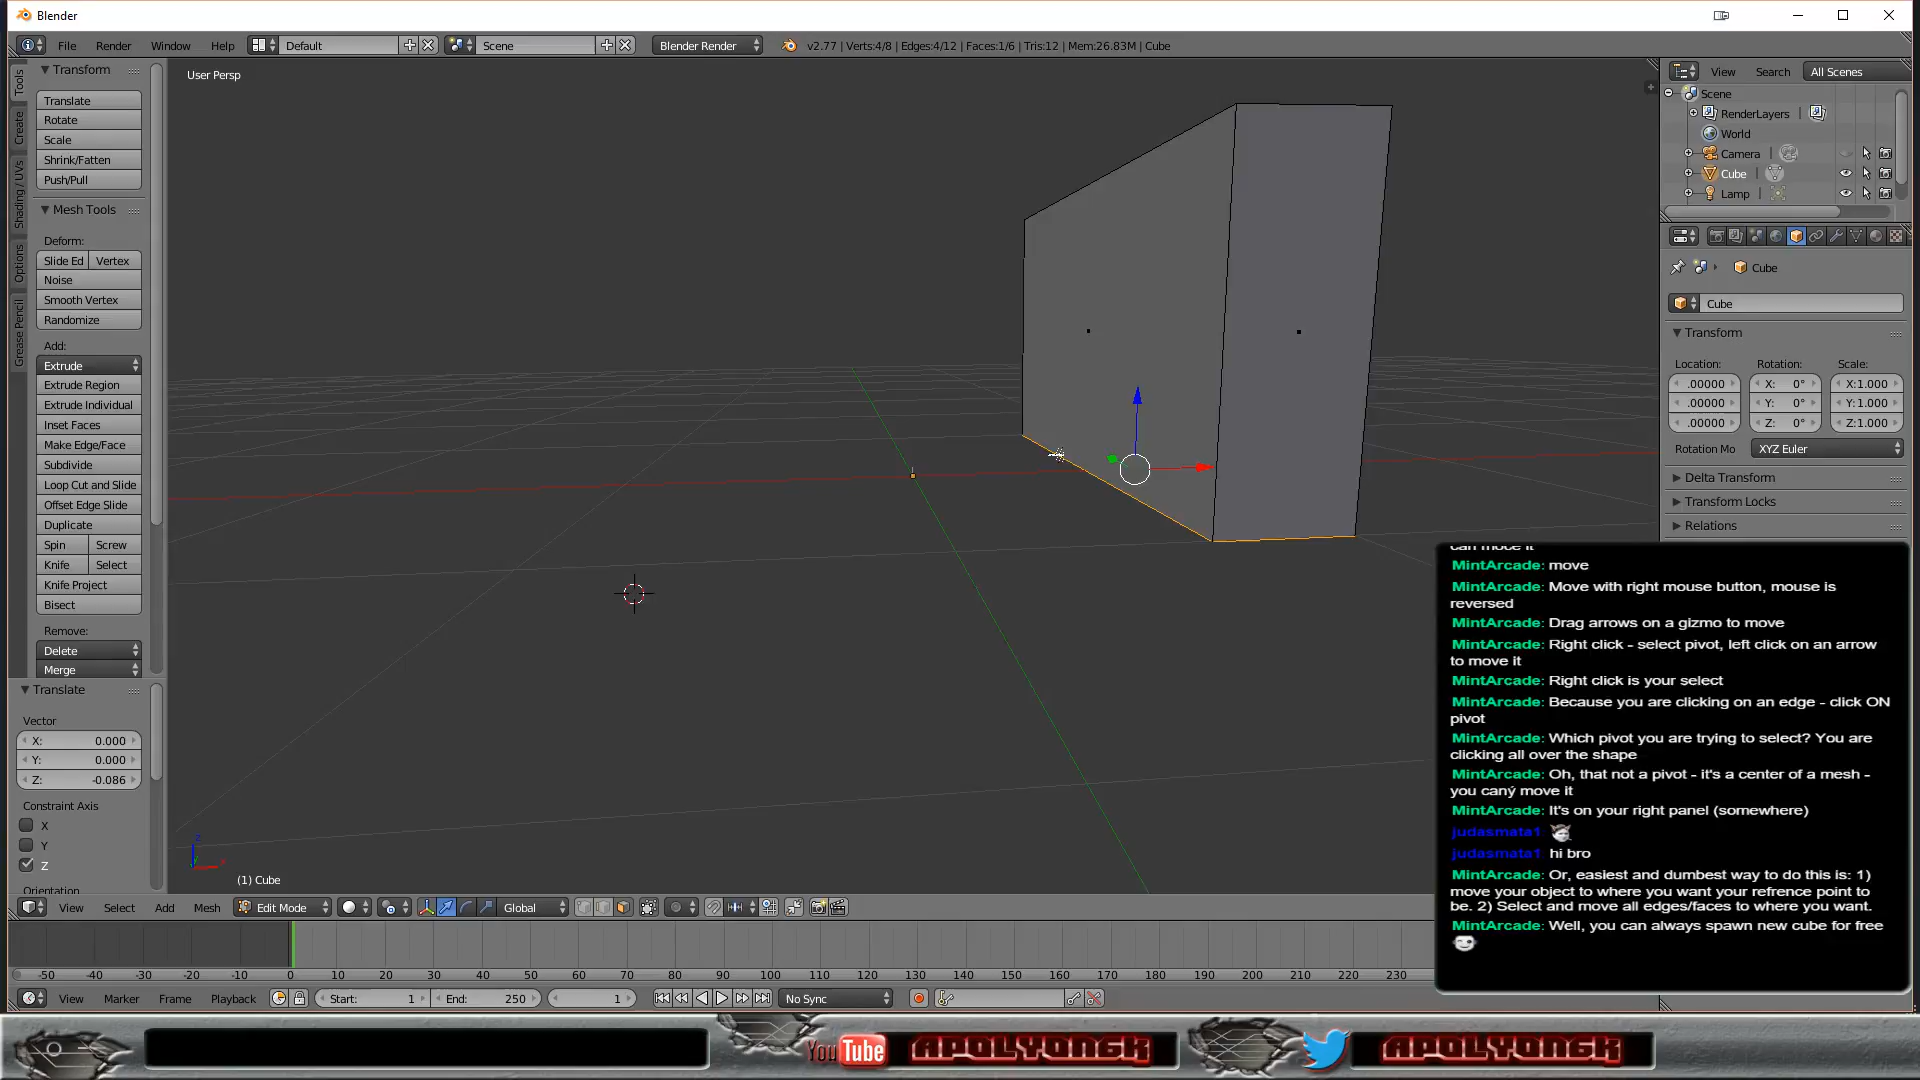 Blender
File Render Window Help Default Scene Blender Render v2.77 | Verts:4/8 | Edges:4/12 | Faces:1/6 | Tris:12 | Mem:26.83M | Cube
Tools
Create
Shading / UVs
Options
Grease Pencil
Transform
Translate
Rotate
Scale
Shrink/Fatten
Push/Pull
Mesh Tools
Deform:
Slide Ed Vertex
Noise
Smooth Vertex
Randomize
Add:
Extrude
Extrude Region
Extrude Individual
Inset Faces
Make Edge/Face
Subdivide
Loop Cut and Slide
Offset Edge Slide
Duplicate
Spin Screw
Knife Select
Knife Project
Bisect
Remove:
Delete
Merge
Translate
Vector
X: 0.000
Y: 0.000
Z: -0.086
Constraint Axis
X
Y
Z
Orientation
User Persp
z
x
(1) Cube
View Select Add Mesh Edit Mode Global
-50 -40 -30 -20 -10 0 10 20 30 40 50 60 70 80 90 100 110 120 130 140 150 160 170 180 190 200 210 220 230
View Marker Frame Playback Start: 1 End: 250 1 No Sync
View Search All Scenes
Scene
RenderLayers
World
Camera
Cube
Lamp
Cube
Cube
Transform
Location: Rotation: Scale:
.00000 X: 0° X:1.000
.00000 Y: 0° Y:1.000
.00000 Z: 0° Z:1.000
Rotation Mo XYZ Euler
Delta Transform
Transform Locks
Relations
can moce it
MintArcade: move
MintArcade: Move with right mouse button, mouse is
reversed
MintArcade: Drag arrows on a gizmo to move
MintArcade: Right click - select pivot, left click on an arrow
to move it
MintArcade: Right click is your select
MintArcade: Because you are clicking on an edge - click ON
pivot
MintArcade: Which pivot you are trying to select? You are
clicking all over the shape
MintArcade: Oh, that not a pivot - it's a center of a mesh -
you caný move it
MintArcade: It's on your right panel (somewhere)
judasmata1
judasmata1 hi bro
MintArcade: Or, easiest and dumbest way to do this is: 1)
move your object to where you want your refrence point to
be. 2) Select and move all edges/faces to where you want.
MintArcade: Well, you can always spawn new cube for free
YouTube APOLYON6K APOLYON6K